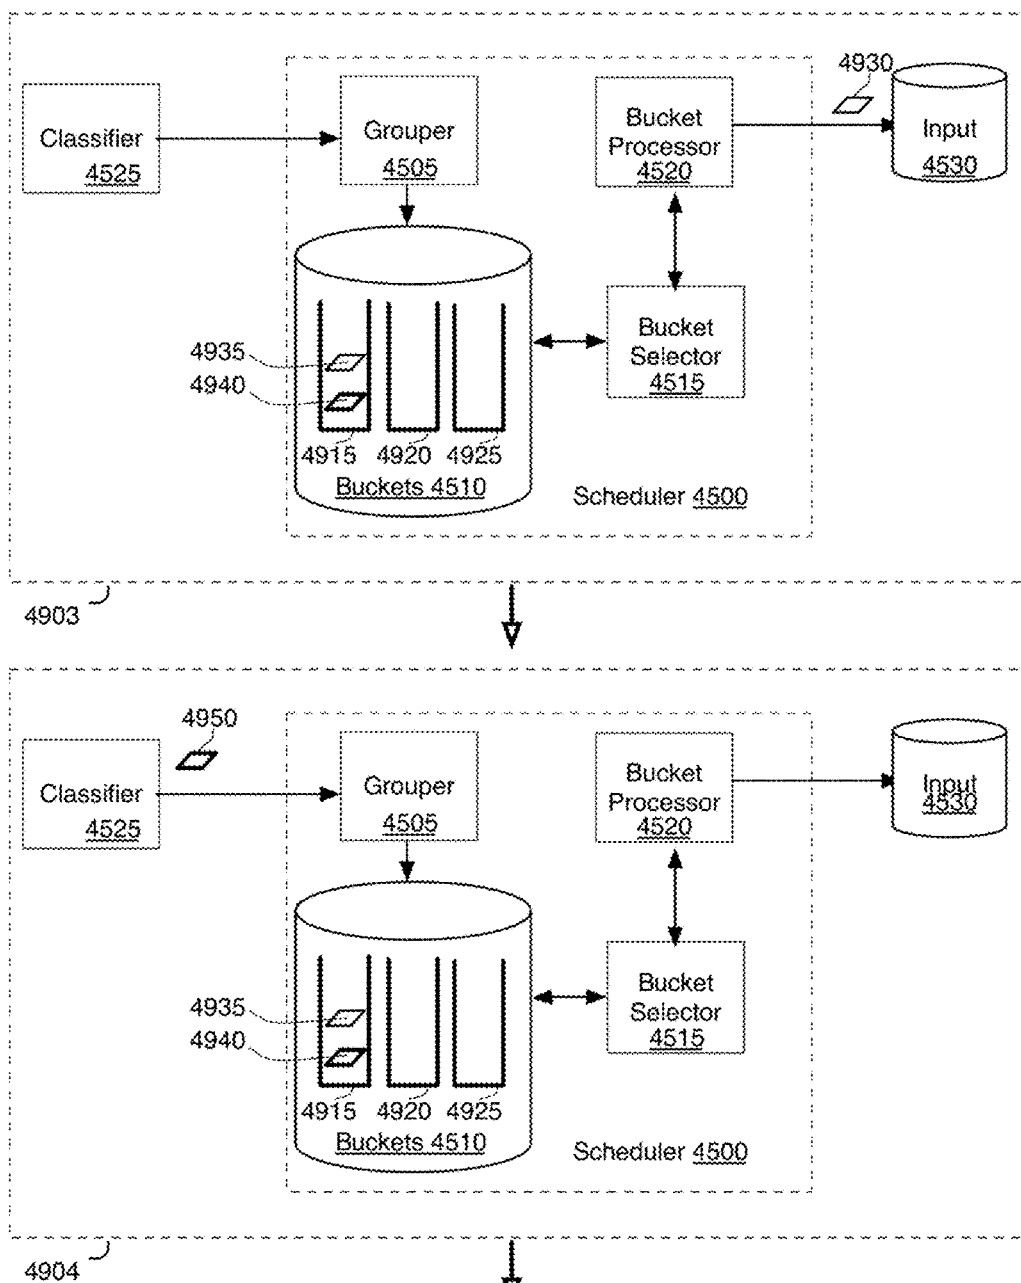 4930
Classifier
4525
Grouper
4505
Bucket
Processor
4520
Input
4530
4935
4940
Bucket
Selector
4515
4915 4920 4925
Buckets 4510
Scheduler 4500
4903
4950
Classifier
4525
Grouper
4505
Bucket
Processor
4520
Input
4530
4935
4940
Bucket
Selector
4515
4915 4920 4925
Buckets 4510
Scheduler 4500
4904